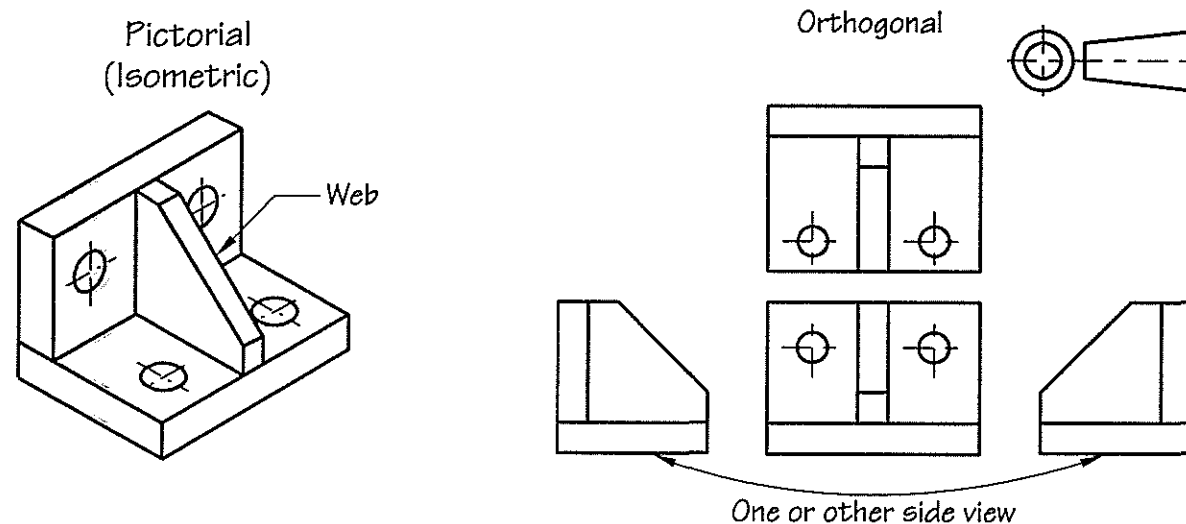 Pictorial
(Isometric)
Web
Orthogonal
One or other side view